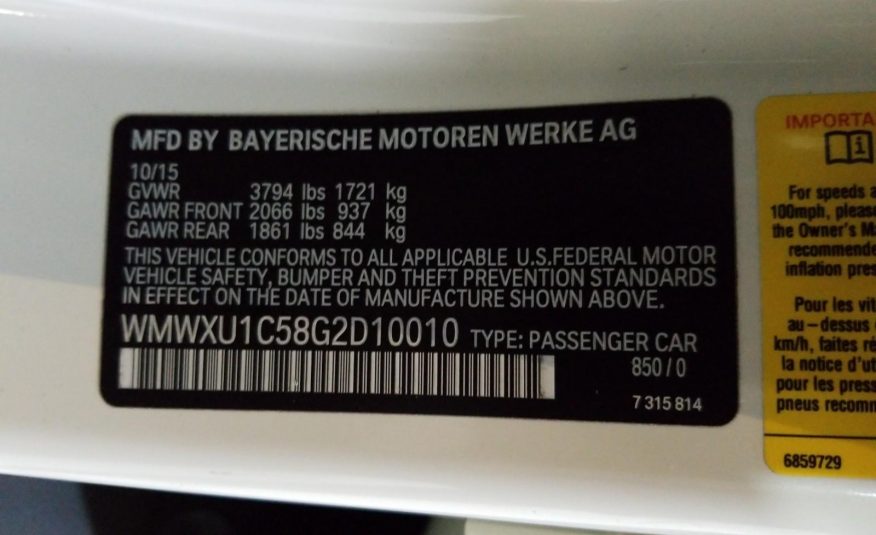 MFD BY BAYERISCHE MOTOREN WERKE AG
10/15
GVWR 3794 lbs 1721 kg
GAWR FRONT 2066 lbs 937 kg
GAWR REAR 1861 lbs 844 kg
THIS VEHICLE CONFORMS TO ALL APPLICABLE U.S.FEDERAL MOTOR
VEHICLE SAFETY, BUMPER AND THEFT PREVENTION STANDARDS
IN EFFECT ON THE DATE OF MANUFACTURE SHOWN ABOVE.
WMWXU1C58G2D10010 TYPE: PASSENGER CAR
850/0
7 315 814
IMPORTA
i
For speeds a
100mph, please
the Owner's Ma
recommende
inflation pres
Pour les vit
au-dessus
km/h, faites ré
la notice d'ut
pour les press
pneus recomm
6859729